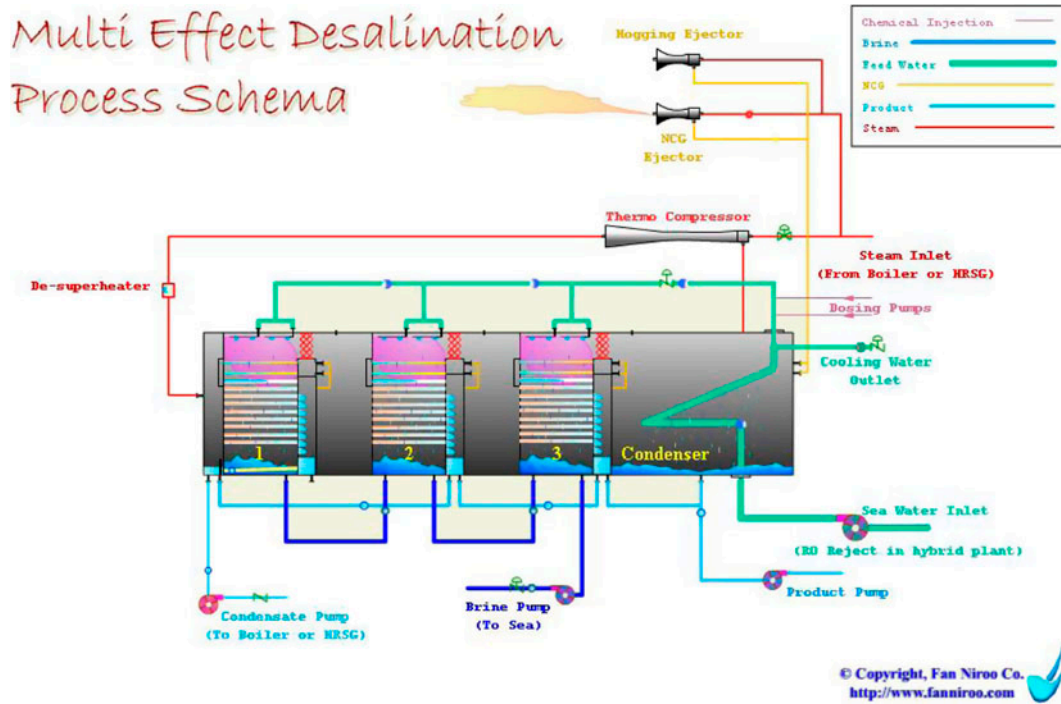 Multi Effect Desalination
Process Schema
Hogging Ejector
NCG
Ejector
Chemical Injection
Brine
Feed Water
NCG
Product
Steam
Thermo Compressor
Steam Inlet
(From Boiler or HRSG)
De-superheater
Dosing Pumps
Cooling Water
Outlet
1
2
3
Condenser
Sea Water Inlet
(RO Reject in hybrid plant)
Condensate Pump
(To Boiler or HRSG)
Brine Pump
(To Sea)
Product Pump
© Copyright, Fan Niroo Co.
http://www.fanniroo.com